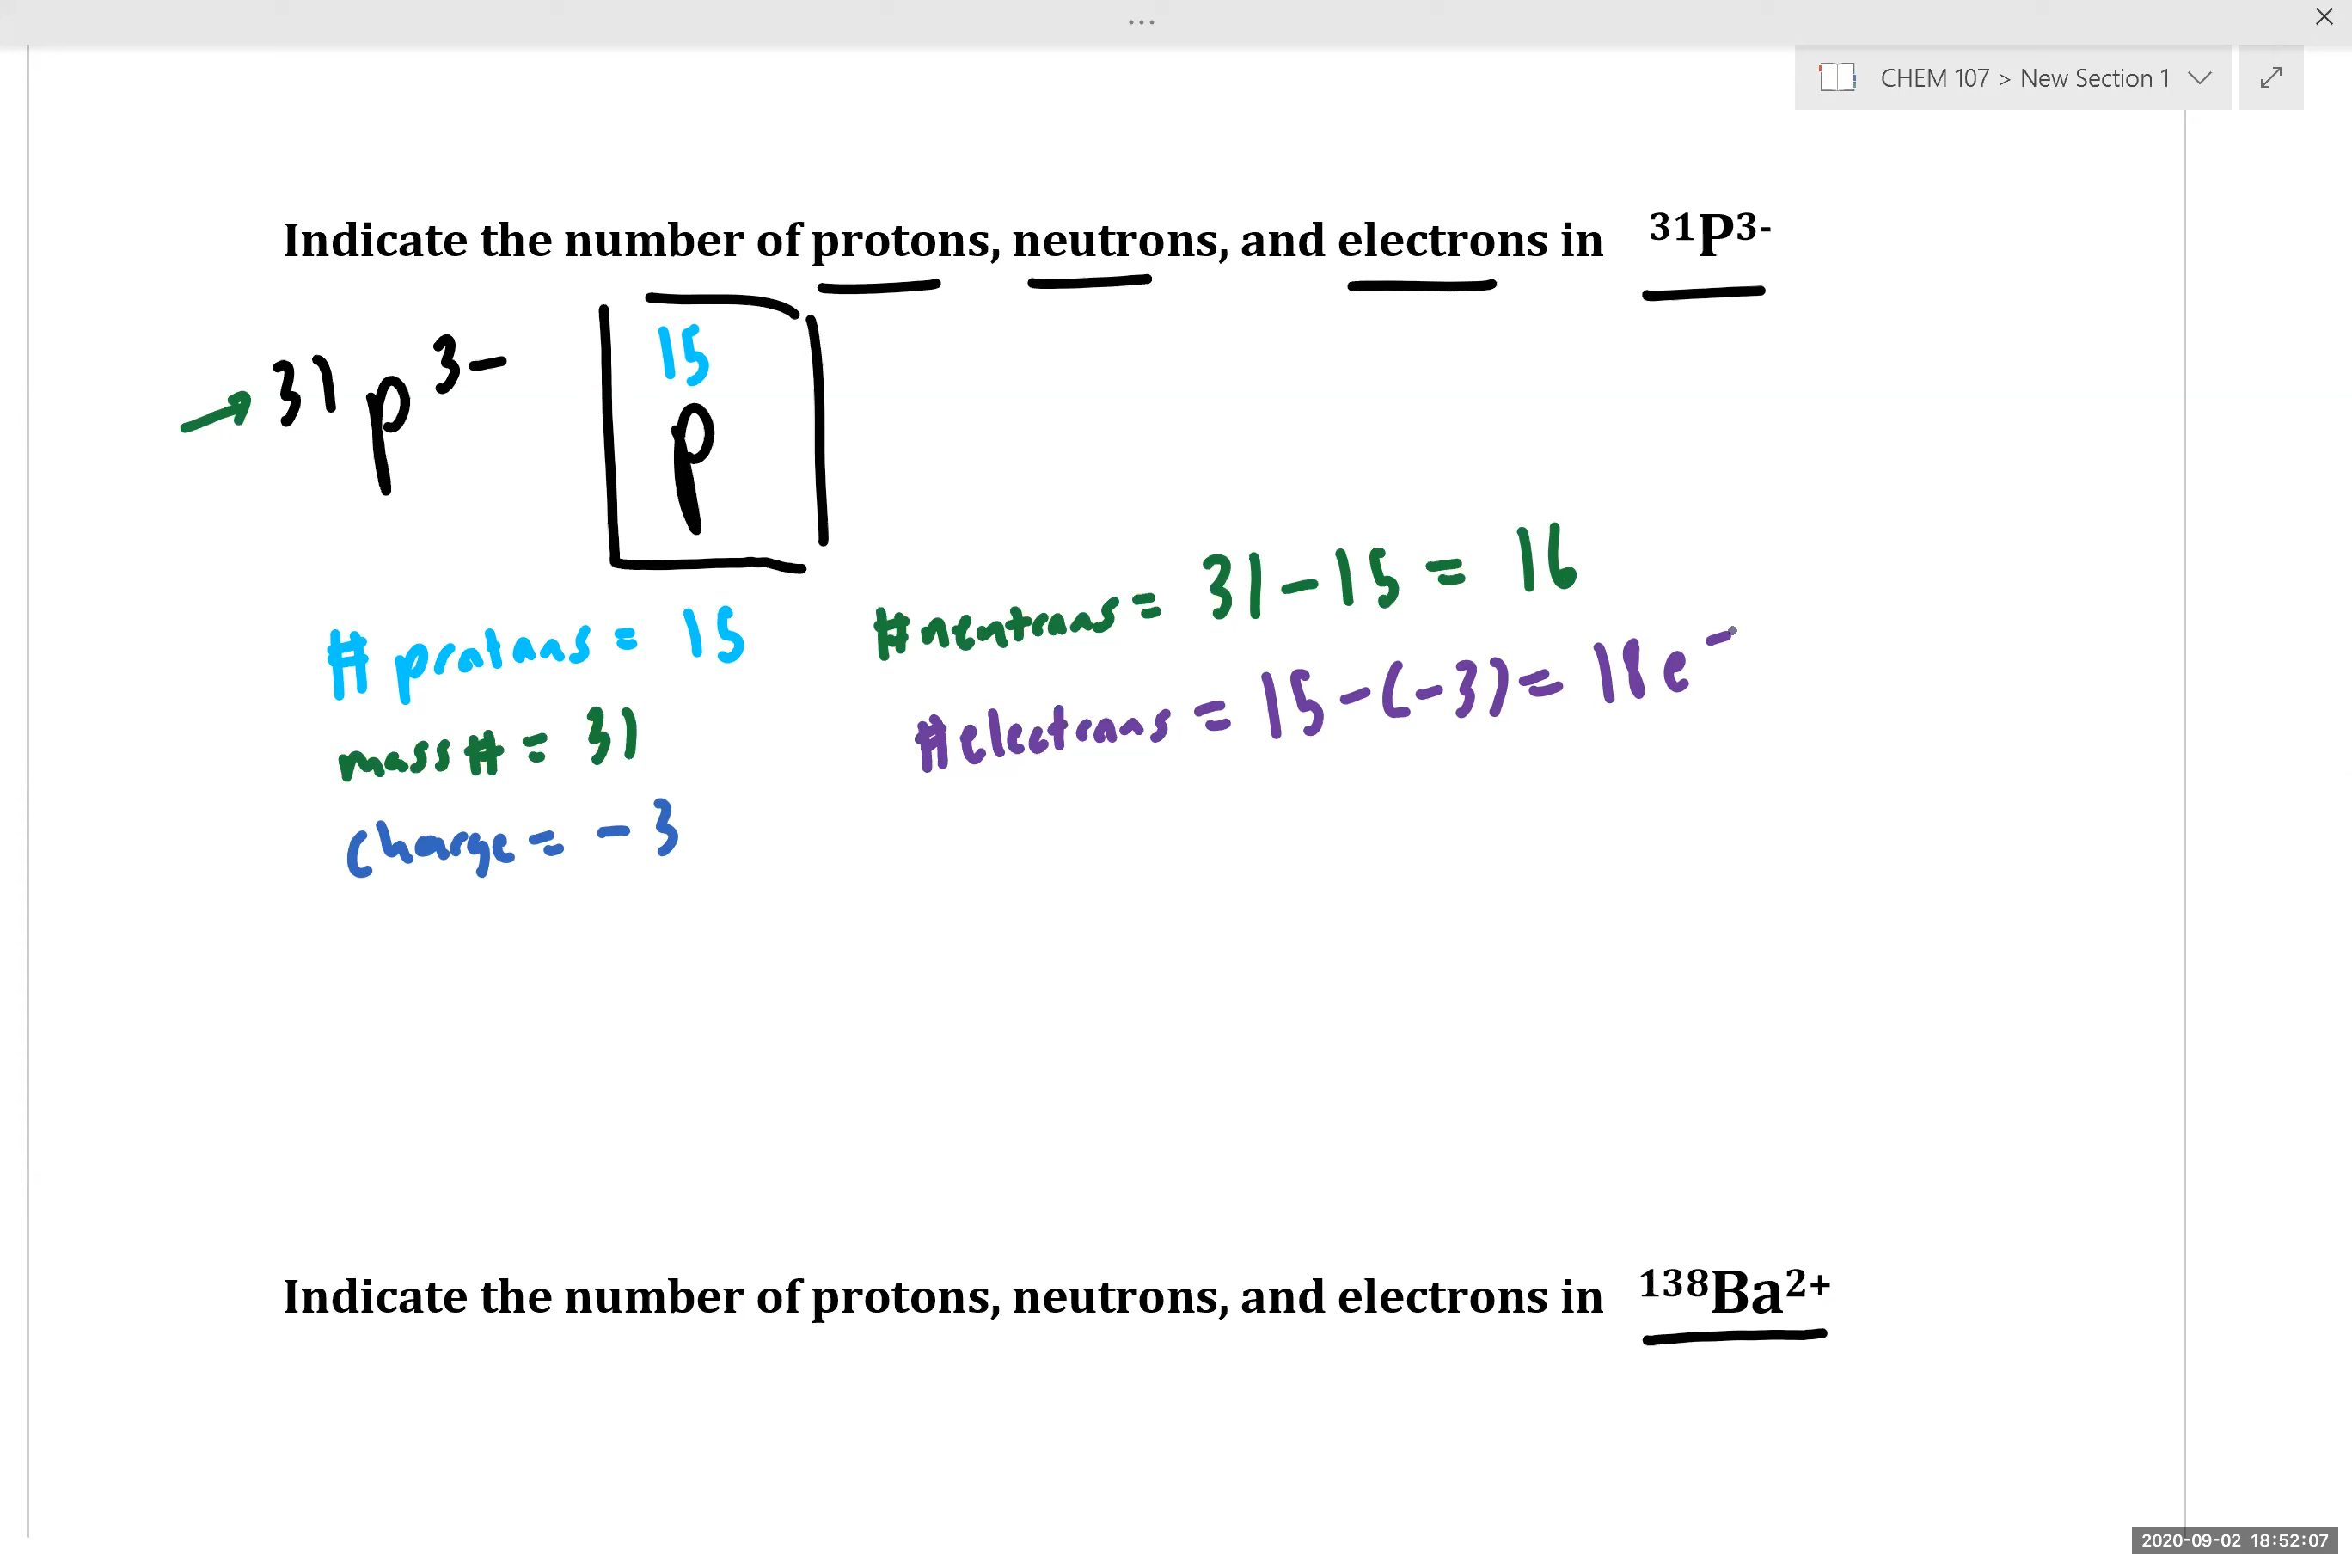 ...
CHEM 107 > New Section 1
Indicate the number of protons, neutrons, and electrons in ³¹P³⁻
→ ³¹P³⁻
15
P
# protons = 15
mass # = 31
Charge = - 3
# neutrons = 31 - 15 = 16
# electrons = 15 - (-3) = 18e⁻
Indicate the number of protons, neutrons, and electrons in ¹³⁸Ba²⁺
2020-09-02 18:52:07